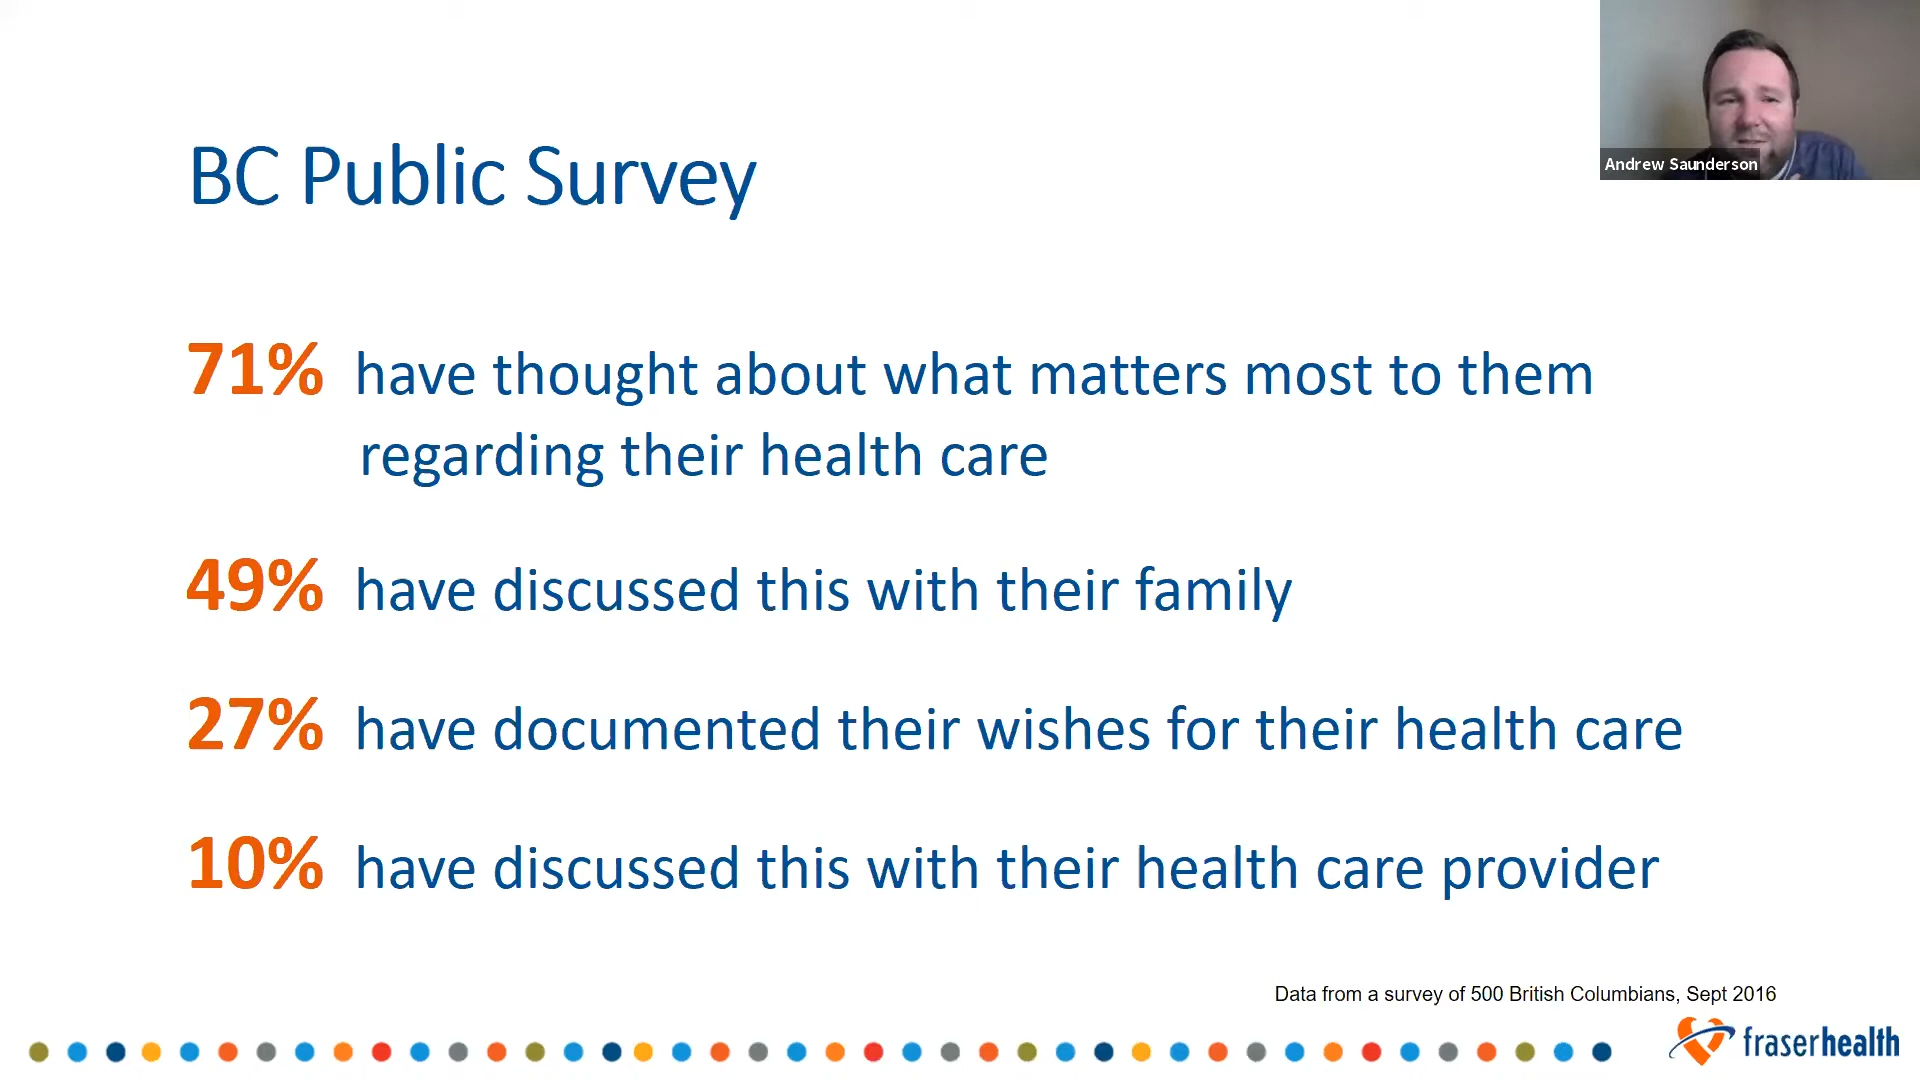 Andrew Saunderson
BC Public Survey
71% have thought about what matters most to them
regarding their health care
49% have discussed this with their family
27% have documented their wishes for their health care
10% have discussed this with their health care provider
Data from a survey of 500 British Columbians, Sept 2016
fraserhealth